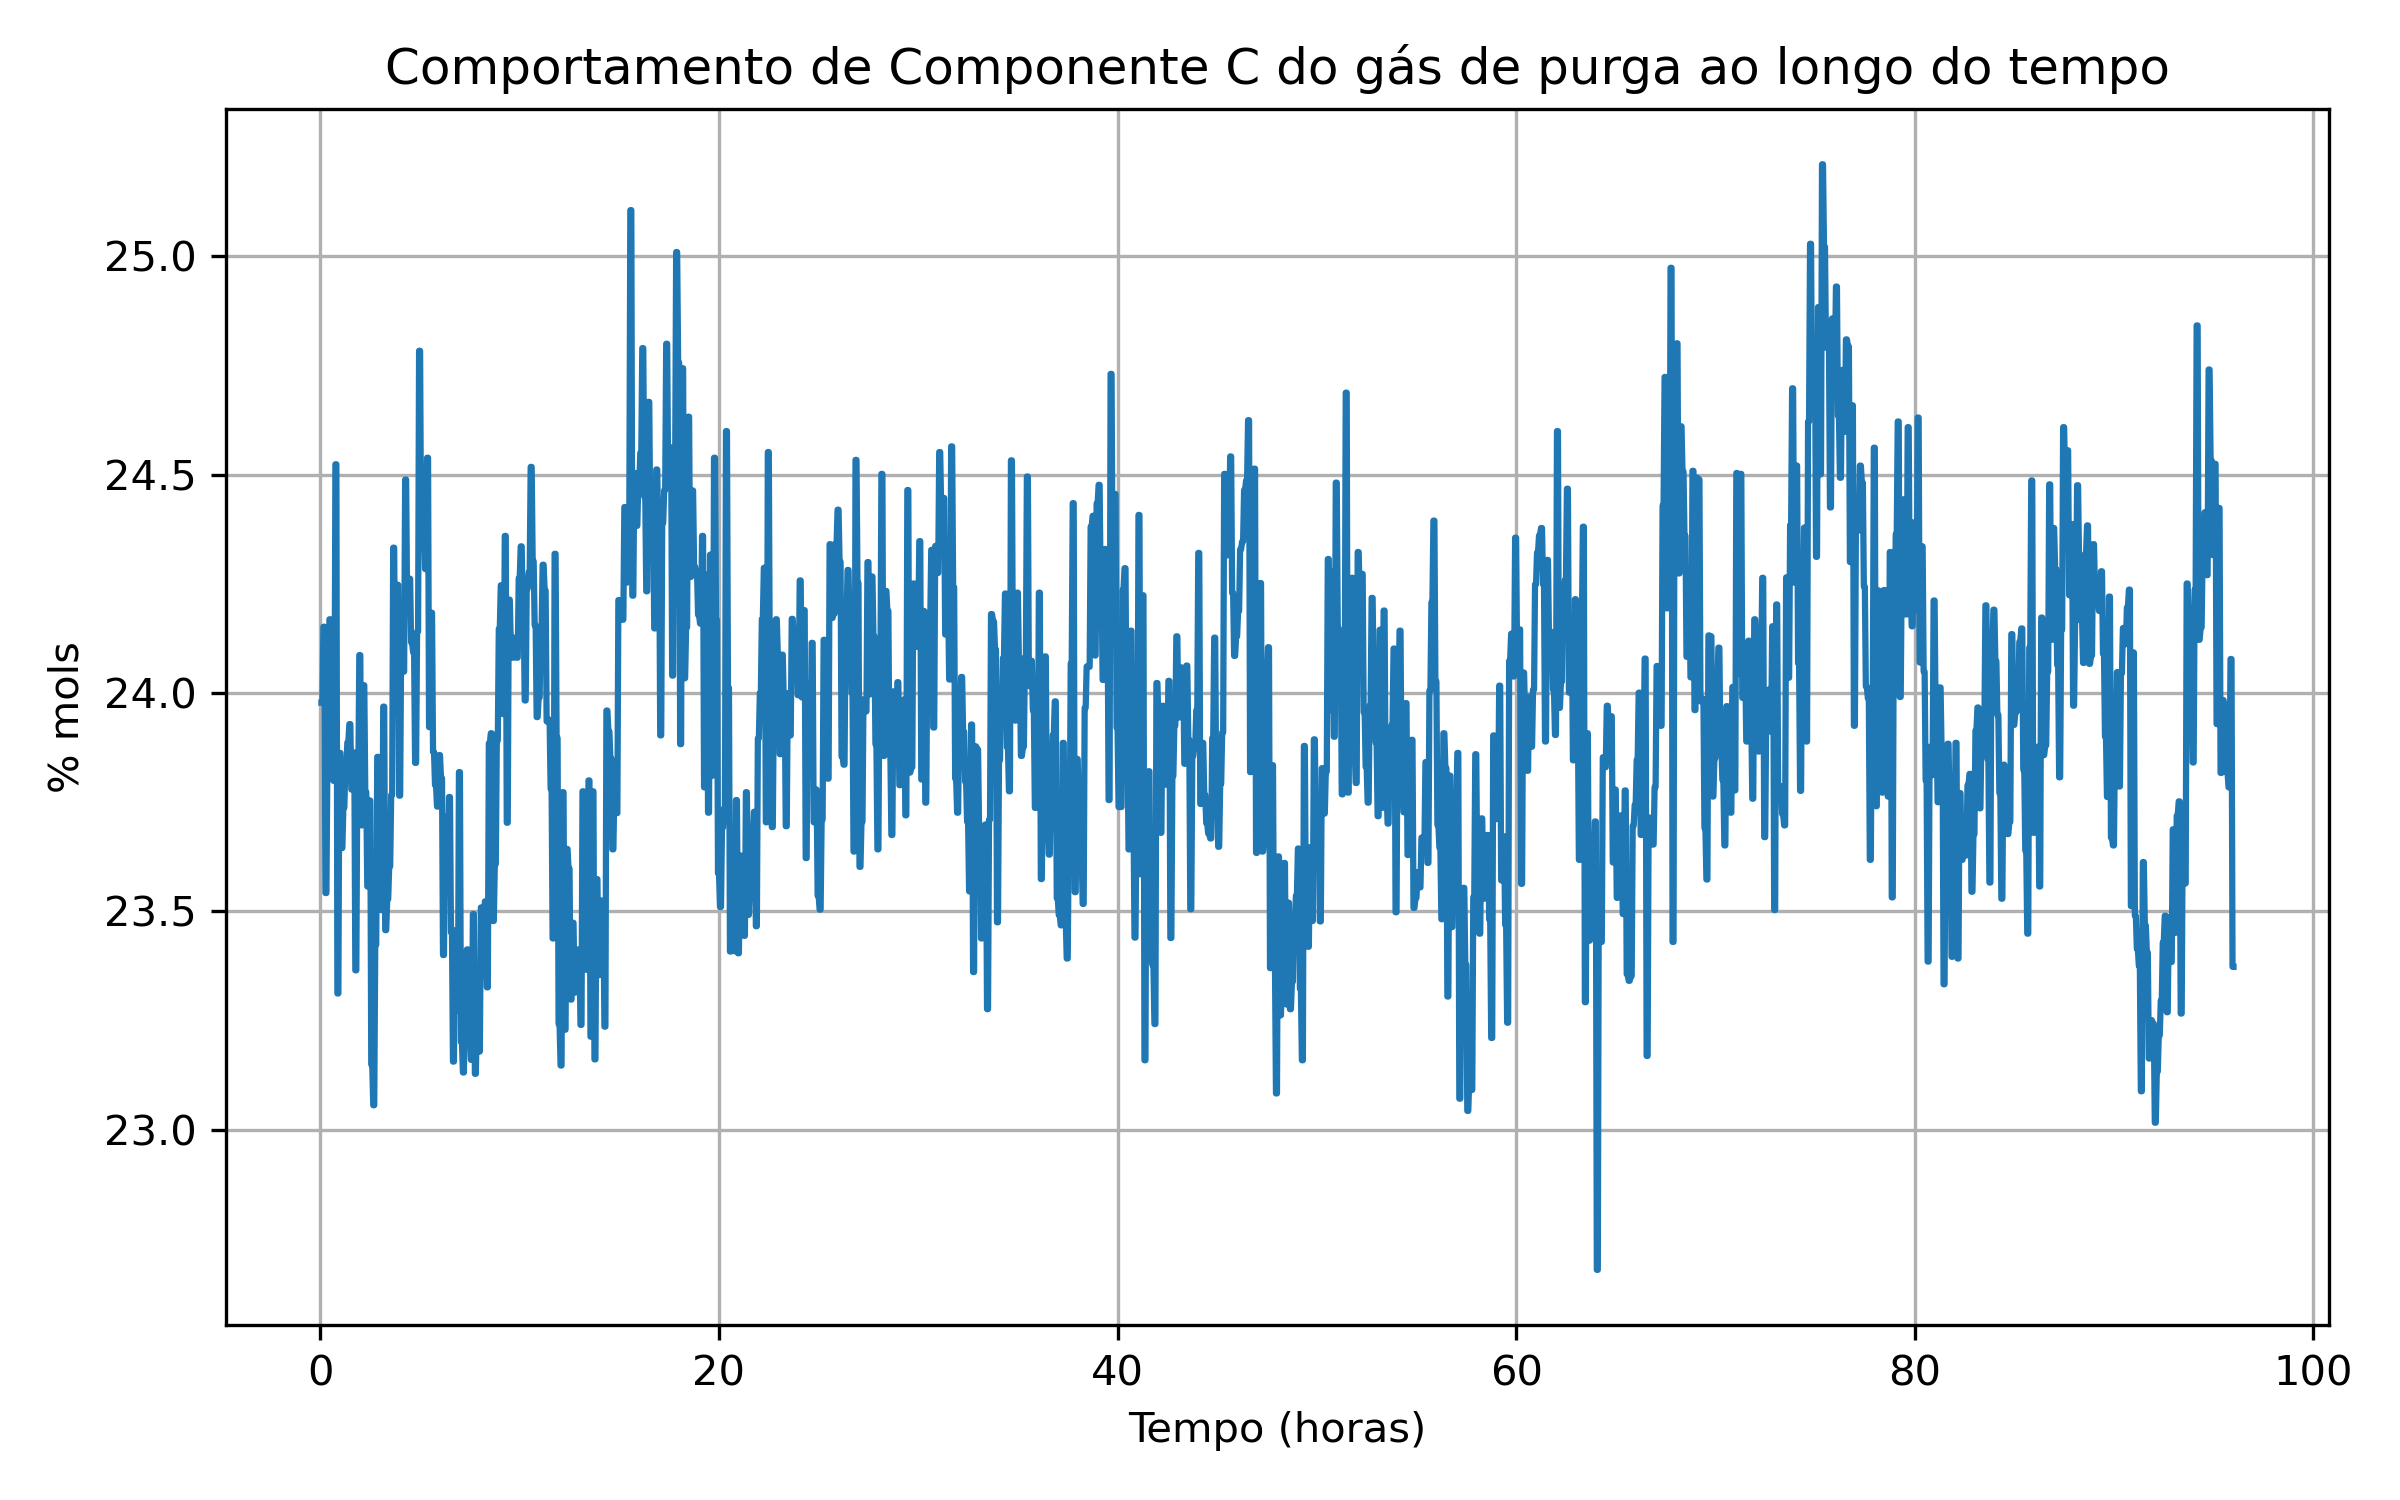 Comportamento de Componente C do gás de purga ao longo do tempo
% mols
25.0
24.5
24.0
23.5
23.0
0 20 40 60 80 100
Tempo (horas)